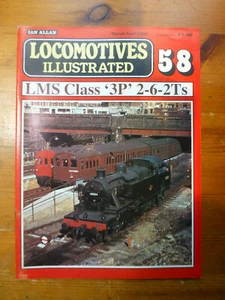 IAN ALLAN
LOCOMOTIVES
ILLUSTRATED
58
LMS Class '3P' 2-6-2Ts